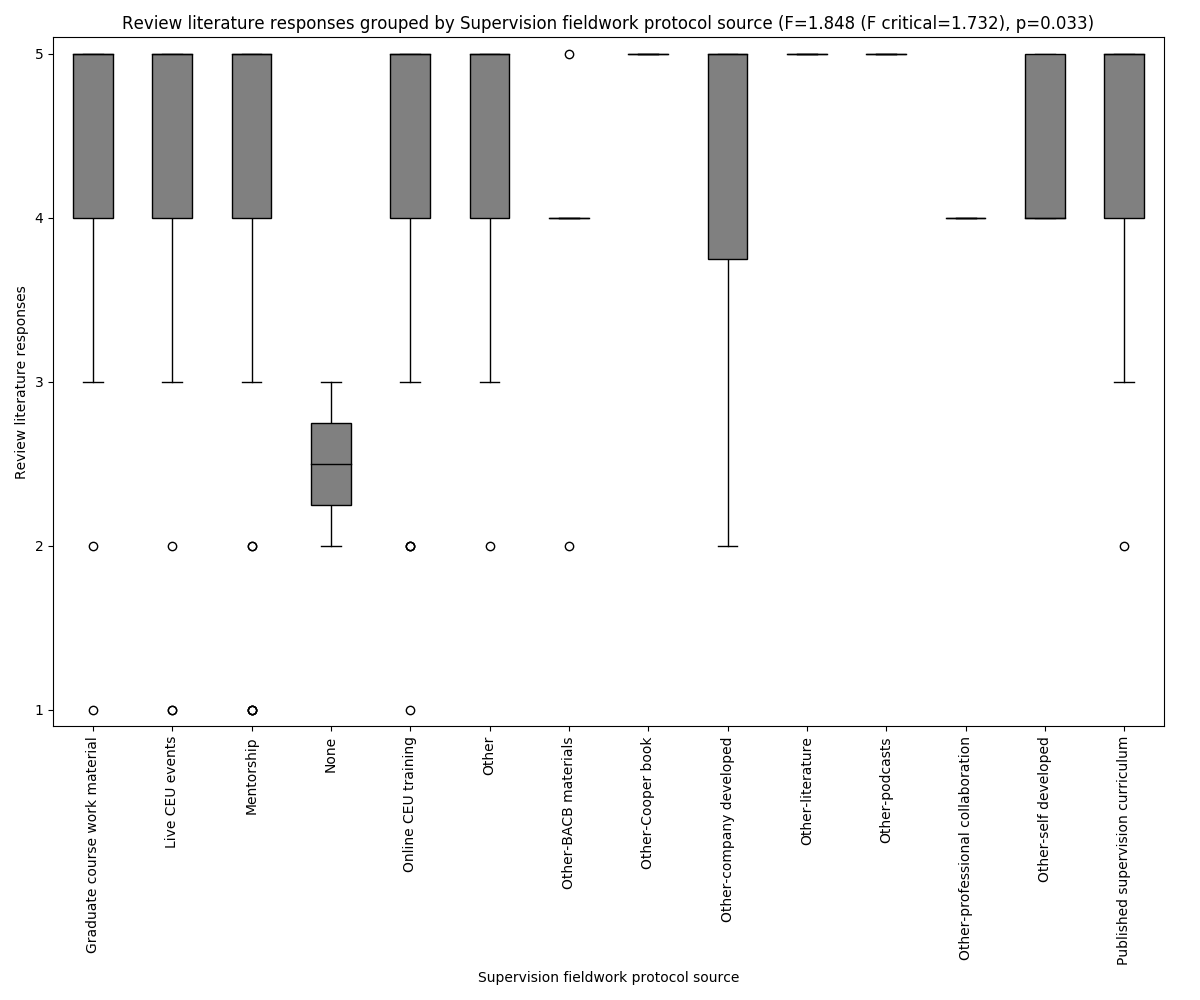 Review literature responses grouped by Supervision fieldwork protocol source (F=1.848 (F critical=1.732), p=0.033)
Review literature responses
5
4
3
2
1
Graduate course work material
Live CEU events
Mentorship
None
Online CEU training
Other
Other-BACB materials
Other-Cooper book
Other-company developed
Other-literature
Other-podcasts
Other-professional collaboration
Other-self developed
Published supervision curriculum
Supervision fieldwork protocol source